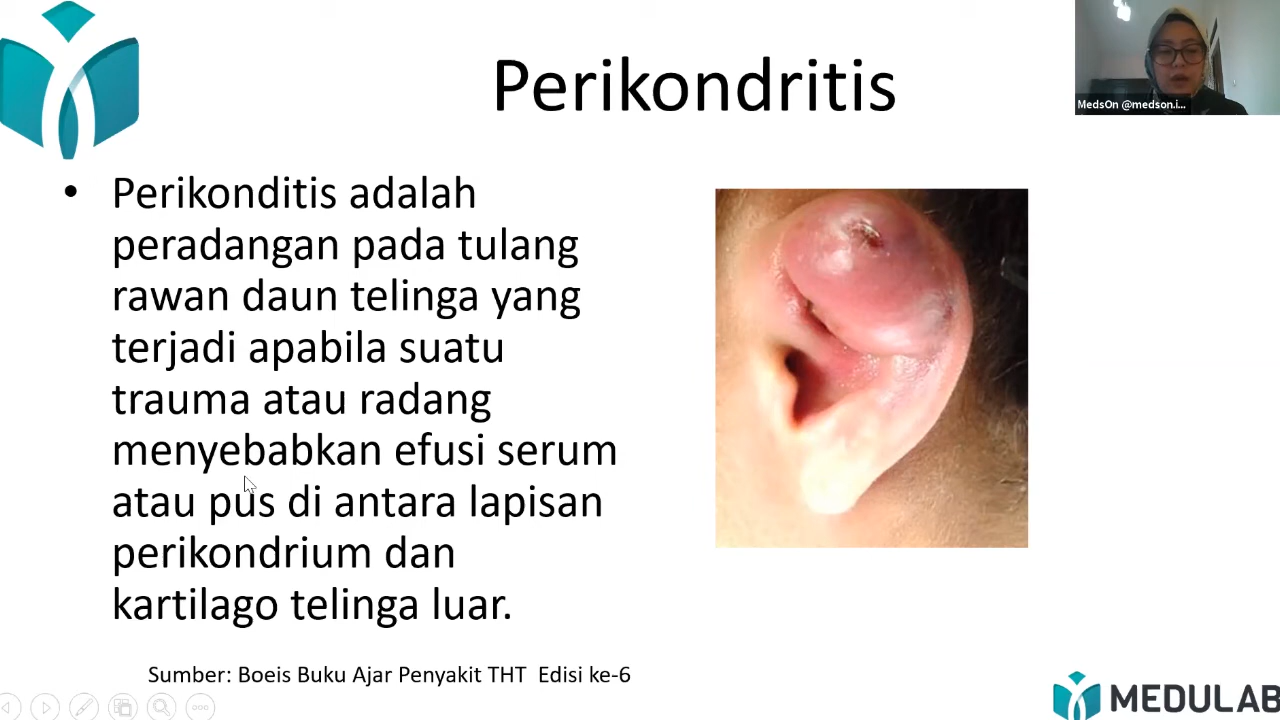 Perikondritis
MedsOn @medson.i...
• Perikonditis adalah
peradangan pada tulang
rawan daun telinga yang
terjadi apabila suatu
trauma atau radang
menyebabkan efusi serum
atau pus di antara lapisan
perikondrium dan
kartilago telinga luar.
Sumber: Boeis Buku Ajar Penyakit THT Edisi ke-6
MEDULAB